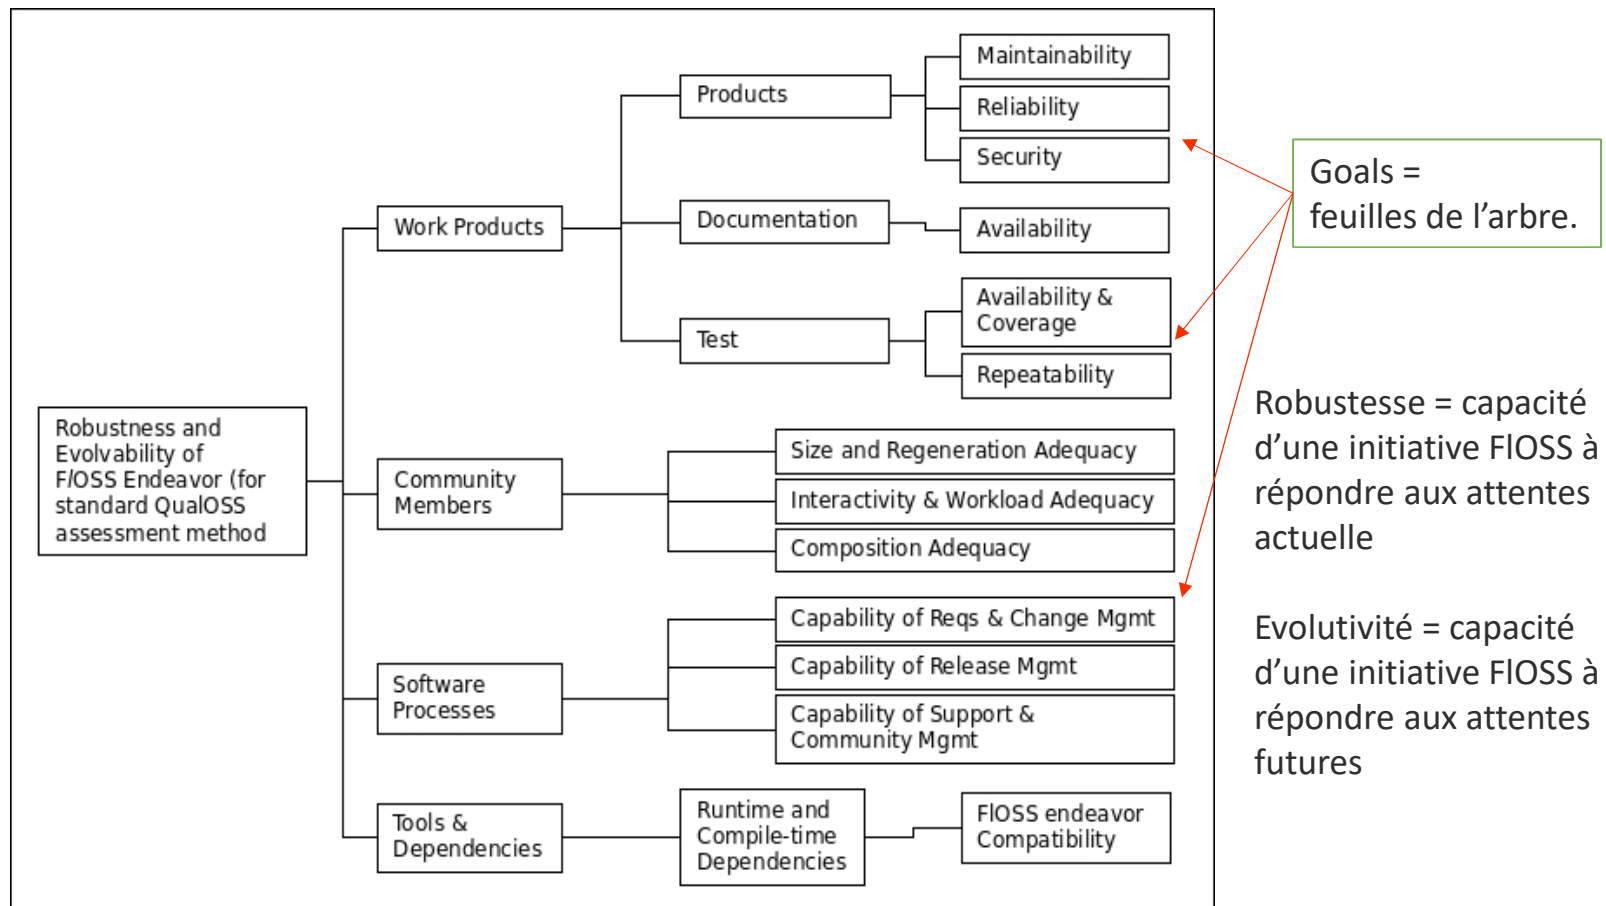 Robustness and
Evolvability of
FlOSS Endeavor (for
standard QualOSS
assessment method
Work Products
Products
Maintainability
Reliability
Security
Documentation
Availability
Test
Availability &
Coverage
Repeatability
Community
Members
Size and Regeneration Adequacy
Interactivity & Workload Adequacy
Composition Adequacy
Software
Processes
Capability of Reqs & Change Mgmt
Capability of Release Mgmt
Capability of Support &
Community Mgmt
Tools &
Dependencies
Runtime and
Compile-time
Dependencies
FlOSS endeavor
Compatibility
Goals =
feuilles de l’arbre.
Robustesse = capacité
d’une initiative FlOSS à
répondre aux attentes
actuelle
Evolutivité = capacité
d’une initiative FlOSS à
répondre aux attentes
futures